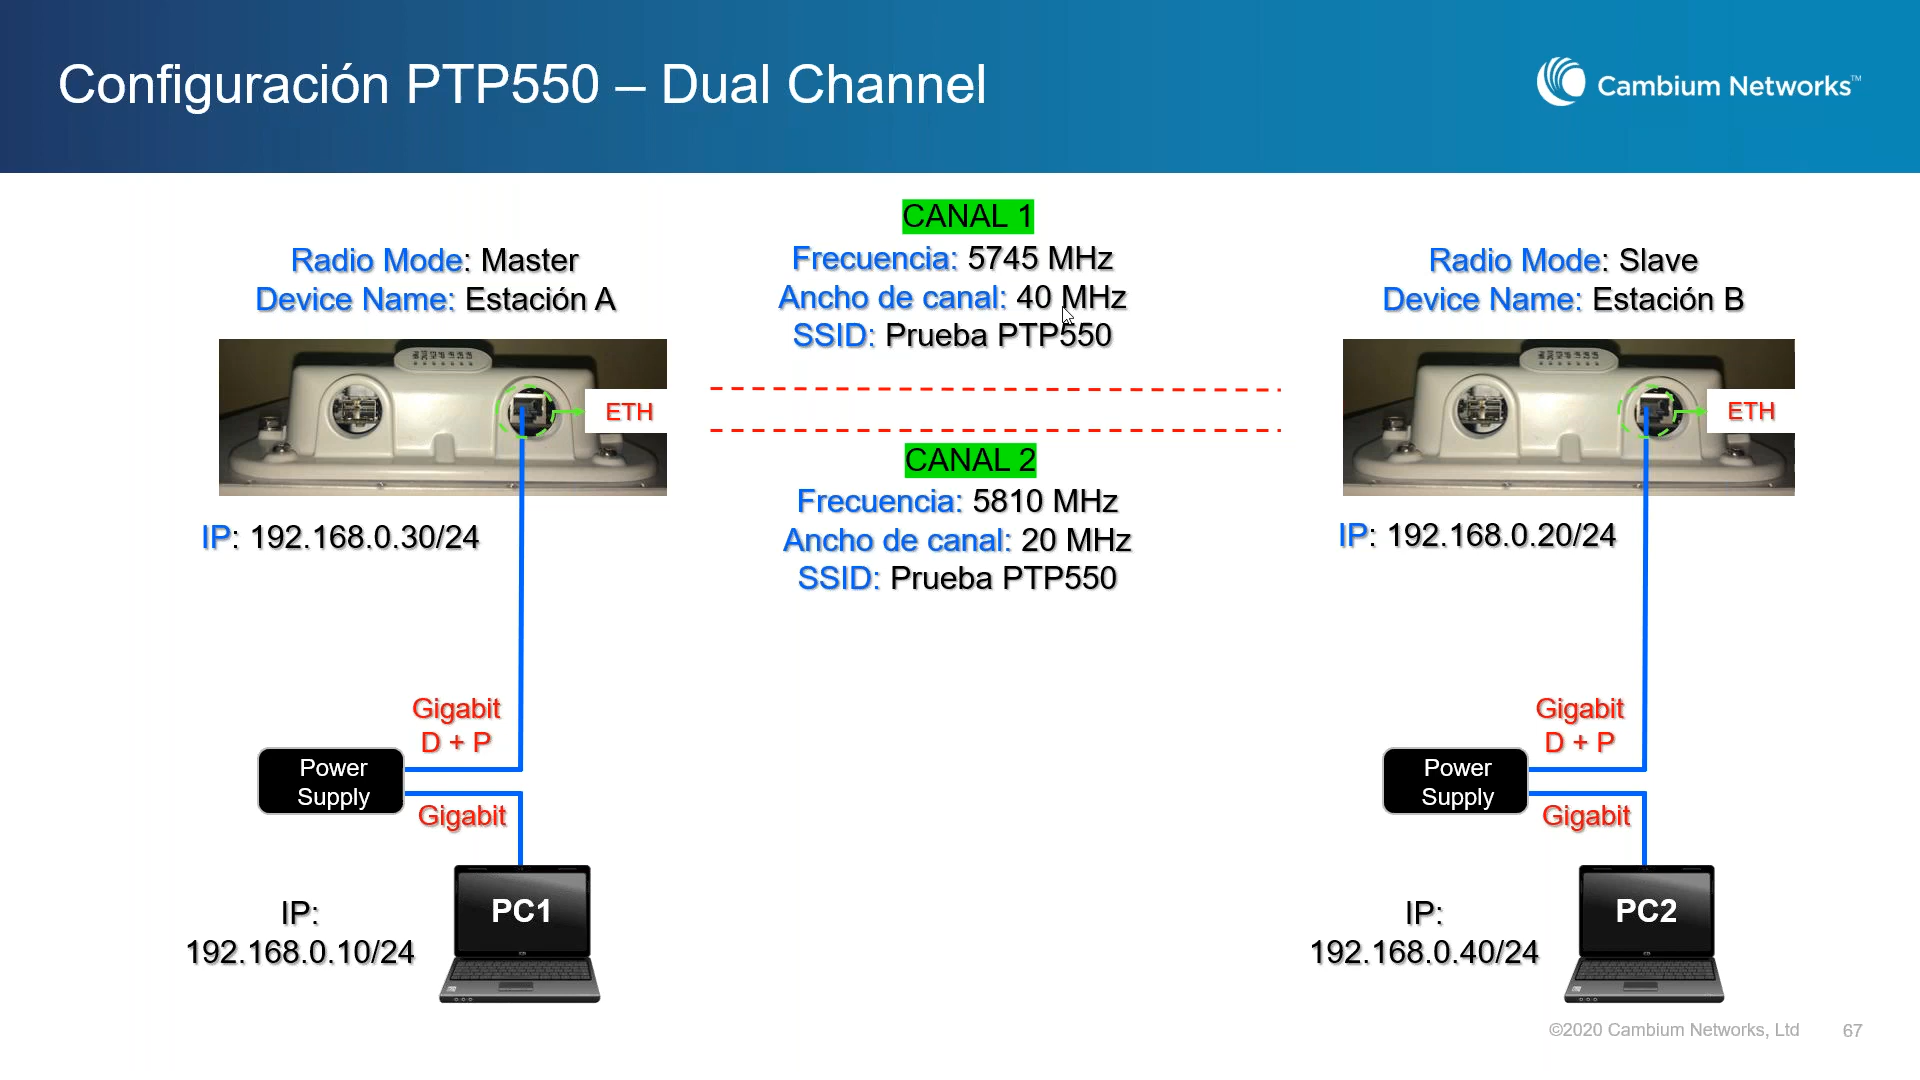 Configuración PTP550 – Dual Channel
Cambium Networks™
CANAL 1
Frecuencia: 5745 MHz
Ancho de canal: 40 MHz
SSID: Prueba PTP550
Radio Mode: Master
Device Name: Estación A
Radio Mode: Slave
Device Name: Estación B
ETH
ETH
CANAL 2
Frecuencia: 5810 MHz
Ancho de canal: 20 MHz
SSID: Prueba PTP550
IP: 192.168.0.30/24
IP: 192.168.0.20/24
Gigabit
D + P
Power
Supply
Gigabit
Gigabit
D + P
Power
Supply
Gigabit
PC1
IP:
192.168.0.10/24
PC2
IP:
192.168.0.40/24
©2020 Cambium Networks, Ltd
67